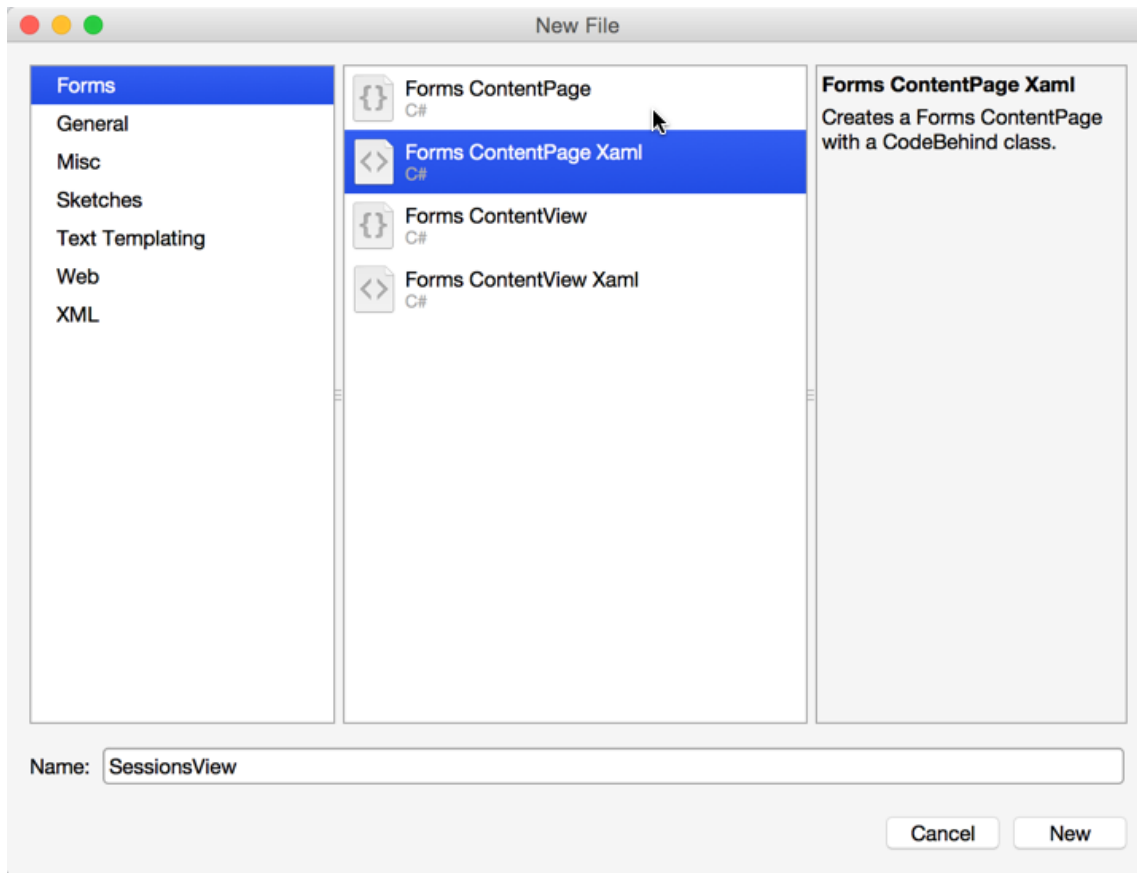 New File
Forms
General
Misc
Sketches
Text Templating
Web
XML
{} Forms ContentPage
C#
<> Forms ContentPage Xaml
C#
{} Forms ContentView
C#
<> Forms ContentView Xaml
C#
Forms ContentPage Xaml
Creates a Forms ContentPage
with a CodeBehind class.
Name: SessionsView
Cancel New